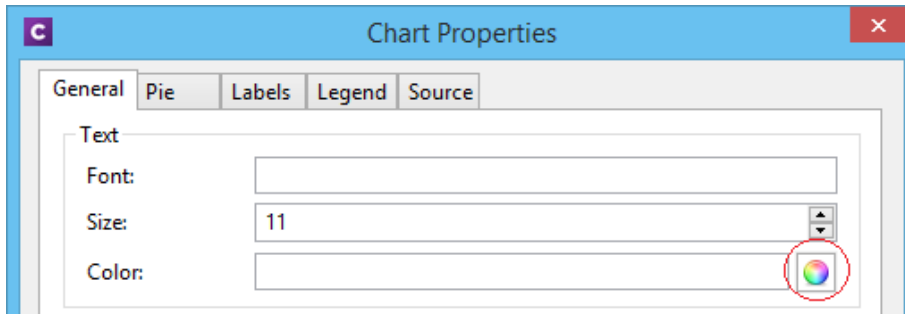 C Chart Properties
General Pie Labels Legend Source
Text
Font:
Size: 11
Color: